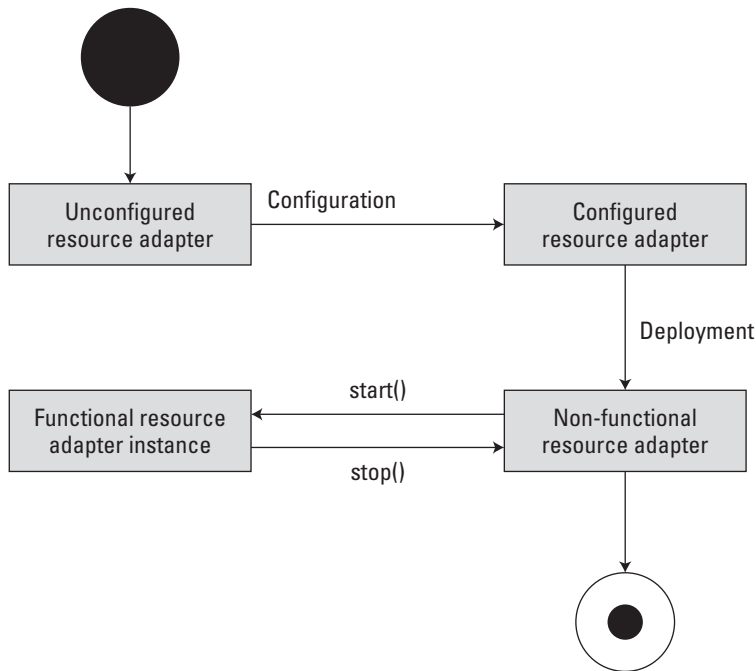 Unconfigured
resource adapter
Configuration
Configured
resource adapter
Deployment
start()
Functional resource
adapter instance
Non-functional
resource adapter
stop()